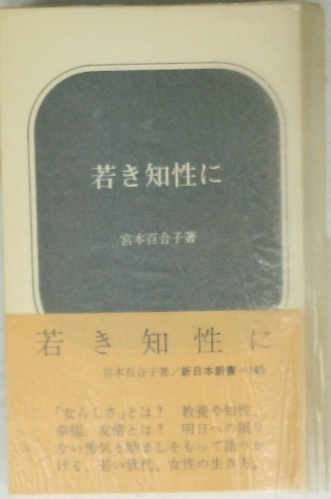 若き知性に
宮本百合子著
若き知性に
宮本百合子著/新日本新書—145
「女らしさ」とは? 教養や知性、
幸福、友情とは? 明日への限り
ない勇気と励ましをもって語りか
ける、若い世代、女性の生き方。